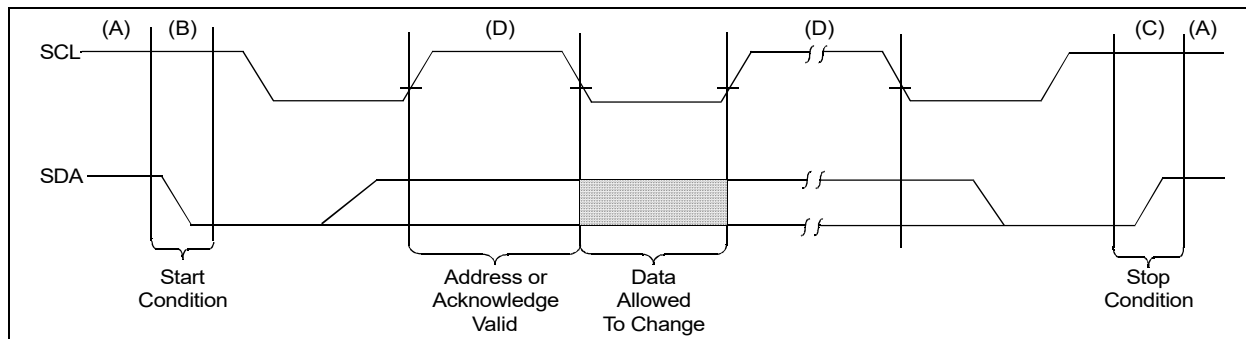 (A) (B) (D) (D) (C) (A)
SCL
SDA
Start
Condition
Address or
Acknowledge
Valid
Data
Allowed
To Change
Stop
Condition